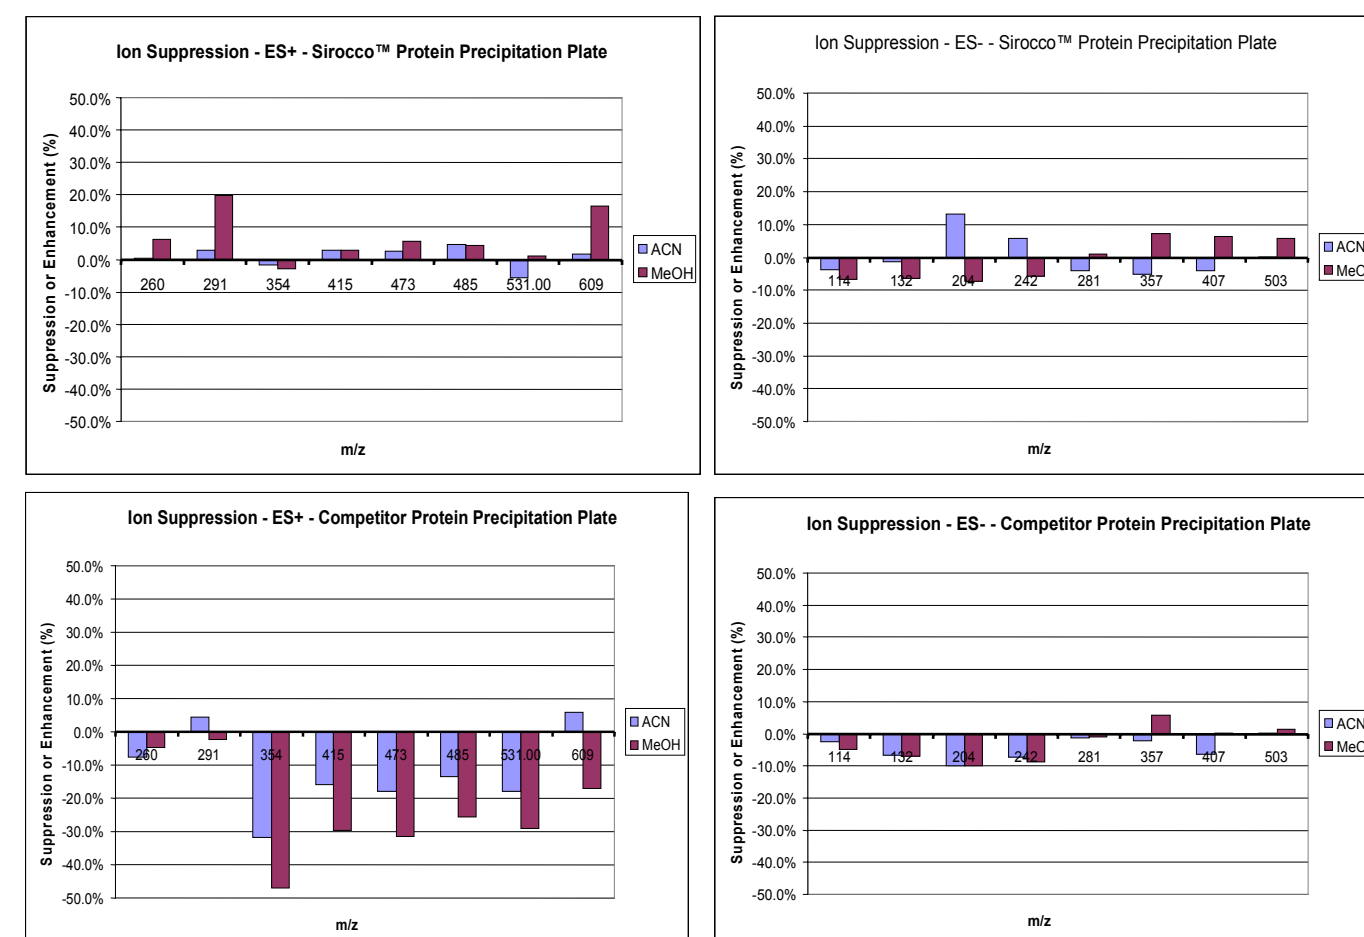 Ion Suppression - ES+ - Sirocco™ Protein Precipitation Plate
50.0%
40.0%
30.0%
20.0%
10.0%
0.0%
-10.0%
-20.0%
-30.0%
-40.0%
-50.0%
Suppression or Enhancement (%)
260 291 354 415 473 485 531.00 609
m/z
ACN
MeOH
Ion Suppression - ES- - Sirocco™ Protein Precipitation Plate
50.0%
40.0%
30.0%
20.0%
10.0%
0.0%
-10.0%
-20.0%
-30.0%
-40.0%
-50.0%
Suppression or Enhancement (%)
114 132 204 242 281 357 407 503
m/z
ACN
MeO
Ion Suppression - ES+ - Competitor Protein Precipitation Plate
50.0%
40.0%
30.0%
20.0%
10.0%
0.0%
-10.0%
-20.0%
-30.0%
-40.0%
-50.0%
Suppression or Enhancement (%)
260 291 354 415 473 485 531.00 609
m/z
ACN
MeOH
Ion Suppression - ES- - Competitor Protein Precipitation Plate
50.0%
40.0%
30.0%
20.0%
10.0%
0.0%
-10.0%
-20.0%
-30.0%
-40.0%
-50.0%
Suppression or Enhancement (%)
114 132 204 242 281 357 407 503
m/z
ACN
MeO